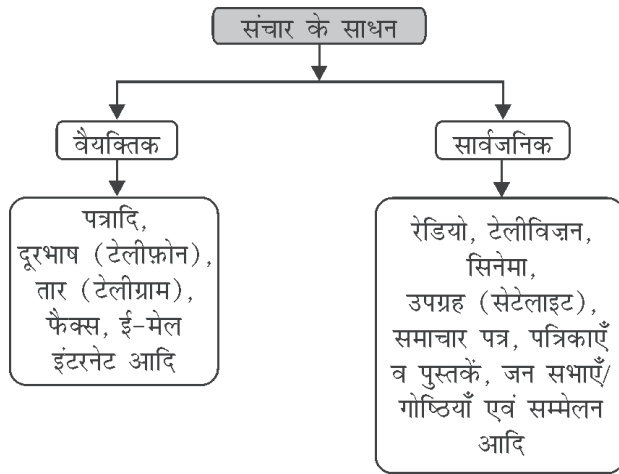 संचार के साधन
वैयक्तिक
सार्वजनिक
पत्रादि,
दूरभाष (टेलीफ़ोन),
तार (टेलीग्राम),
फैक्स, ई-मेल
इंटरनेट आदि
रेडियो, टेलीविज़न,
सिनेमा,
उपग्रह (सेटेलाइट),
समाचार पत्र, पत्रिकाएँ
व पुस्तकें, जन सभाएँ/
गोष्ठियाँ एवं सम्मेलन
आदि